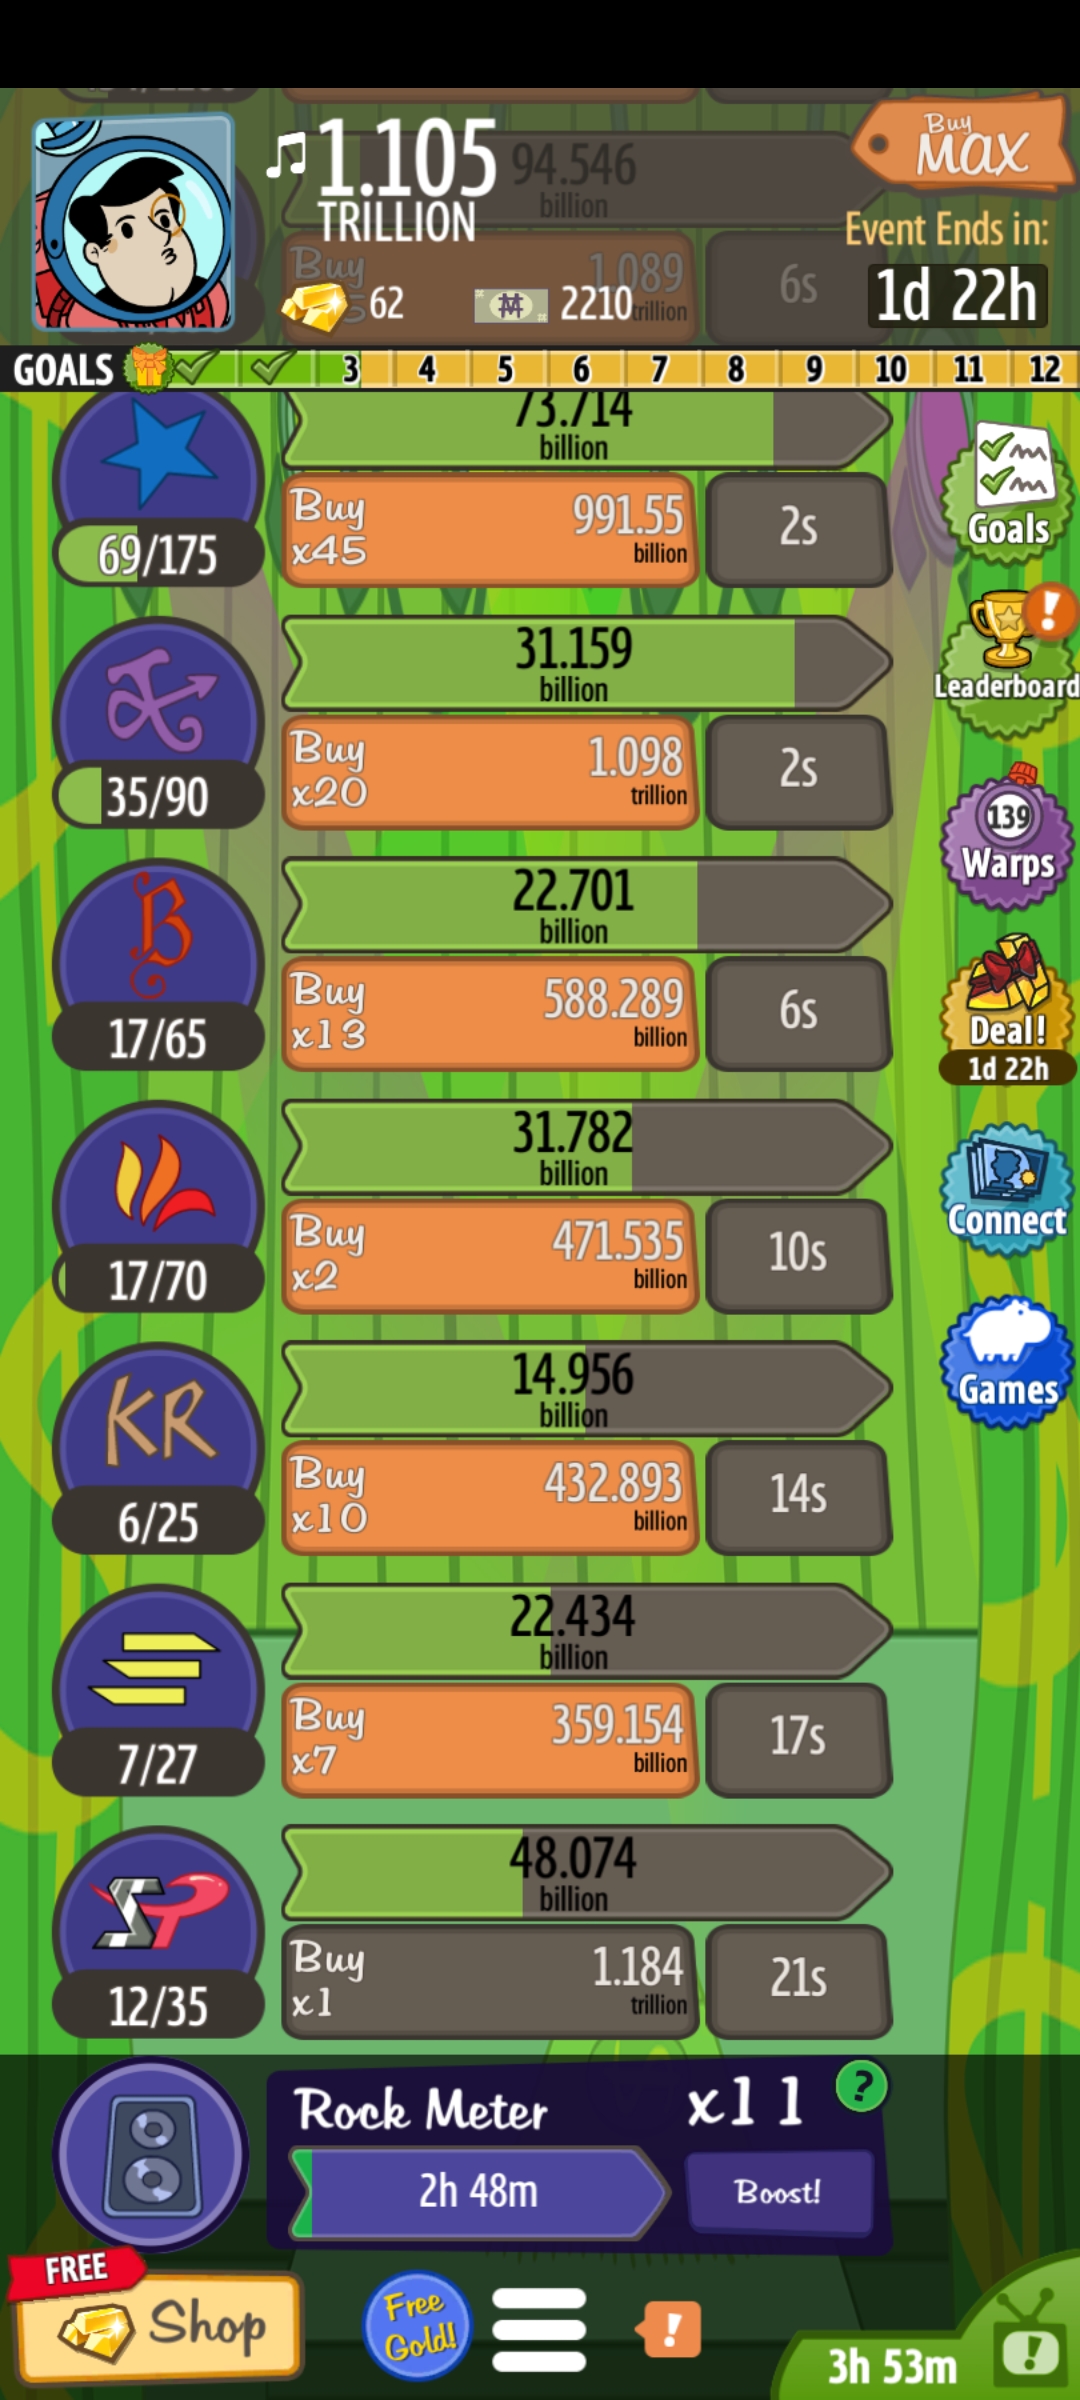 1.105
94.546
Buy
MAX
TRILLION
billion
Event Ends in:
Buy
1.089
6s
1d 22h
62
2210
trillion
GOALS
3
4
5
6
7
8
9
10
11
12
73.714
billion
Buy
x45
991.55
billion
2s
69/175
Goals
31.159
billion
Buy
x20
1.098
trillion
2s
35/90
Leaderboard
139
Warps
22.701
billion
Buy
x13
588.289
billion
6s
17/65
Deal!
1d 22h
31.782
billion
Buy
x2
471.535
billion
10s
17/70
Connect
KR
14.956
billion
Buy
x10
432.893
billion
14s
6/25
Games
22.434
billion
Buy
x7
359.154
billion
17s
7/27
48.074
billion
Buy
x1
1.184
trillion
21s
12/35
Rock Meter
x11
?
2h 48m
Boost!
FREE
Shop
Free
Gold!
!
3h 53m
!